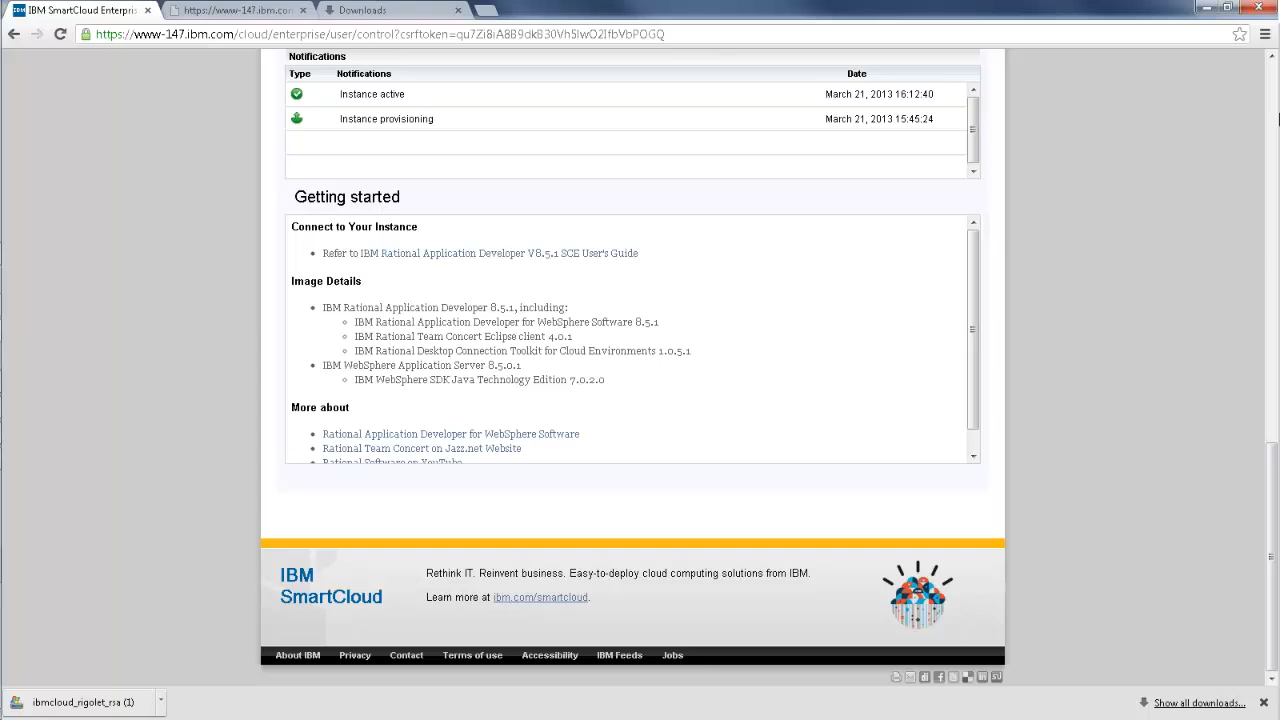 IBM SmartCloud Enterpris
https://www-147.ibm.com/c
Downloads
https://www-147.ibm.com/cloud/enterprise/user/control?csrftoken=
Notifications
Type Notifications Date
Instance active March 21, 2013 16:12:40
Instance provisioning March 21, 2013 15:45:24
Getting started
Connect to Your Instance
Refer to IBM Rational Application Developer V8.5.1 SCE User's Guide
Image Details
IBM Rational Application Developer 8.5.1, including:
IBM Rational Application Developer for WebSphere Software 8.5.1
IBM Rational Team Concert Eclipse client 4.0.1
IBM Rational Desktop Connection Toolkit for Cloud Environments 1.0.5.1
IBM WebSphere Application Server 8.5.0.1
IBM WebSphere SDK Java Technology Edition 7.0.2.0
More about
Rational Application Developer for WebSphere Software
Rational Team Concert on Jazz.net Website
Rational Software on YouTube
IBM
SmartCloud
Rethink IT. Reinvent business. Easy-to-deploy cloud computing solutions from IBM.
Learn more at ibm.com/smartcloud.
About IBM Privacy Contact Terms of use Accessibility IBM Feeds Jobs
ibmcloud_rigolet_rsa (1)
Show all downloads...